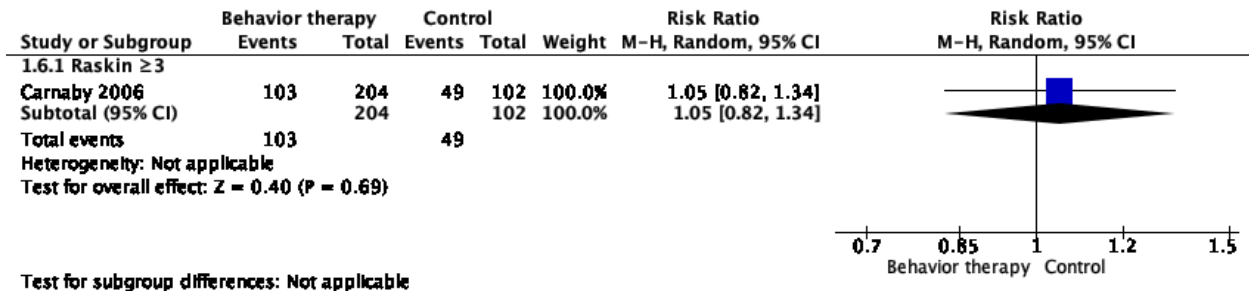 Behavior therapy Control Risk Ratio Risk Ratio
Study or Subgroup Events Total Events Total Weight M-H, Random, 95% CI M-H, Random, 95% CI
1.6.1 Raskin ≥3
Carnaby 2006 103 204 49 102 100.0% 1.05 [0.82, 1.34]
Subtotal (95% CI) 204 102 100.0% 1.05 [0.82, 1.34]
Total events 103 49
Heterogeneity: Not applicable
Test for overall effect: Z = 0.40 (P = 0.69)
0.7 0.85 1 1.2 1.5
Behavior therapy Control
Test for subgroup differences: Not applicable